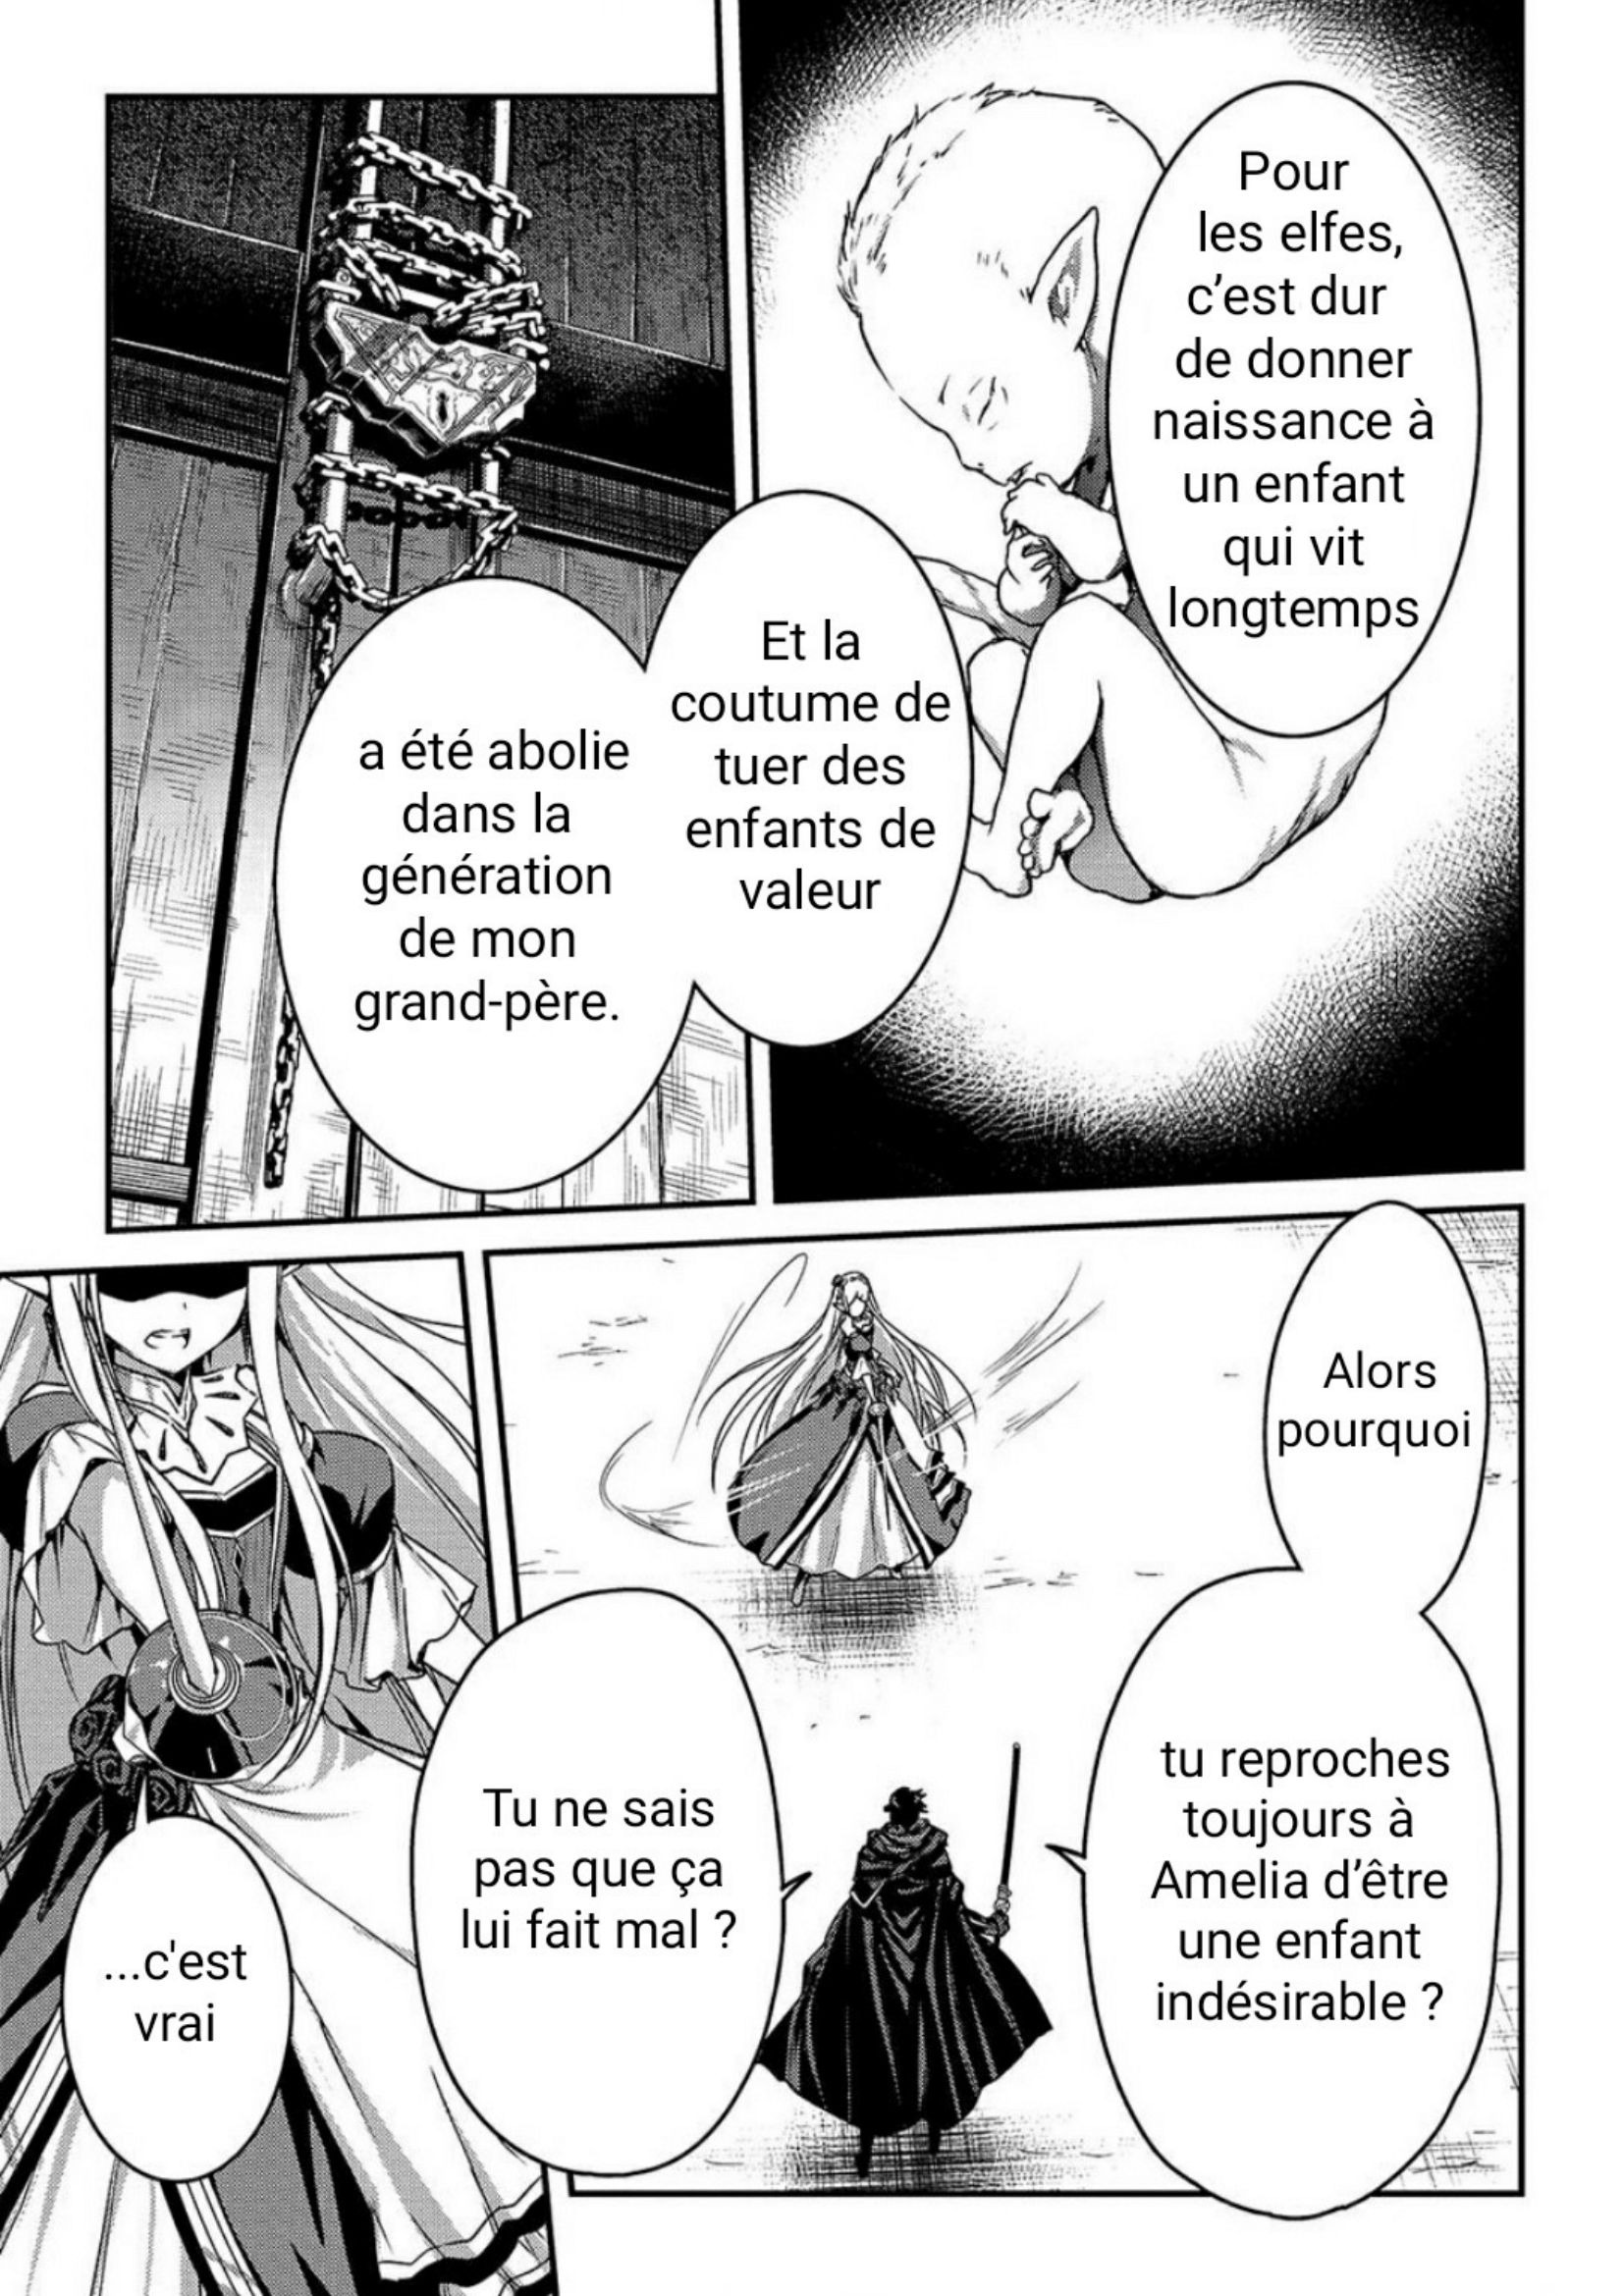 Pour
les elfes,
c’est dur
de donner
naissance à
un enfant
qui vit
longtemps
Et la
coutume de
tuer des
enfants de
valeur
a été abolie
dans la
génération
de mon
grand-père.
Alors
pourquoi
tu reproches
toujours à
Amelia d’être
une enfant
indésirable ?
Tu ne sais
pas que ça
lui fait mal ?
...c'est
vrai